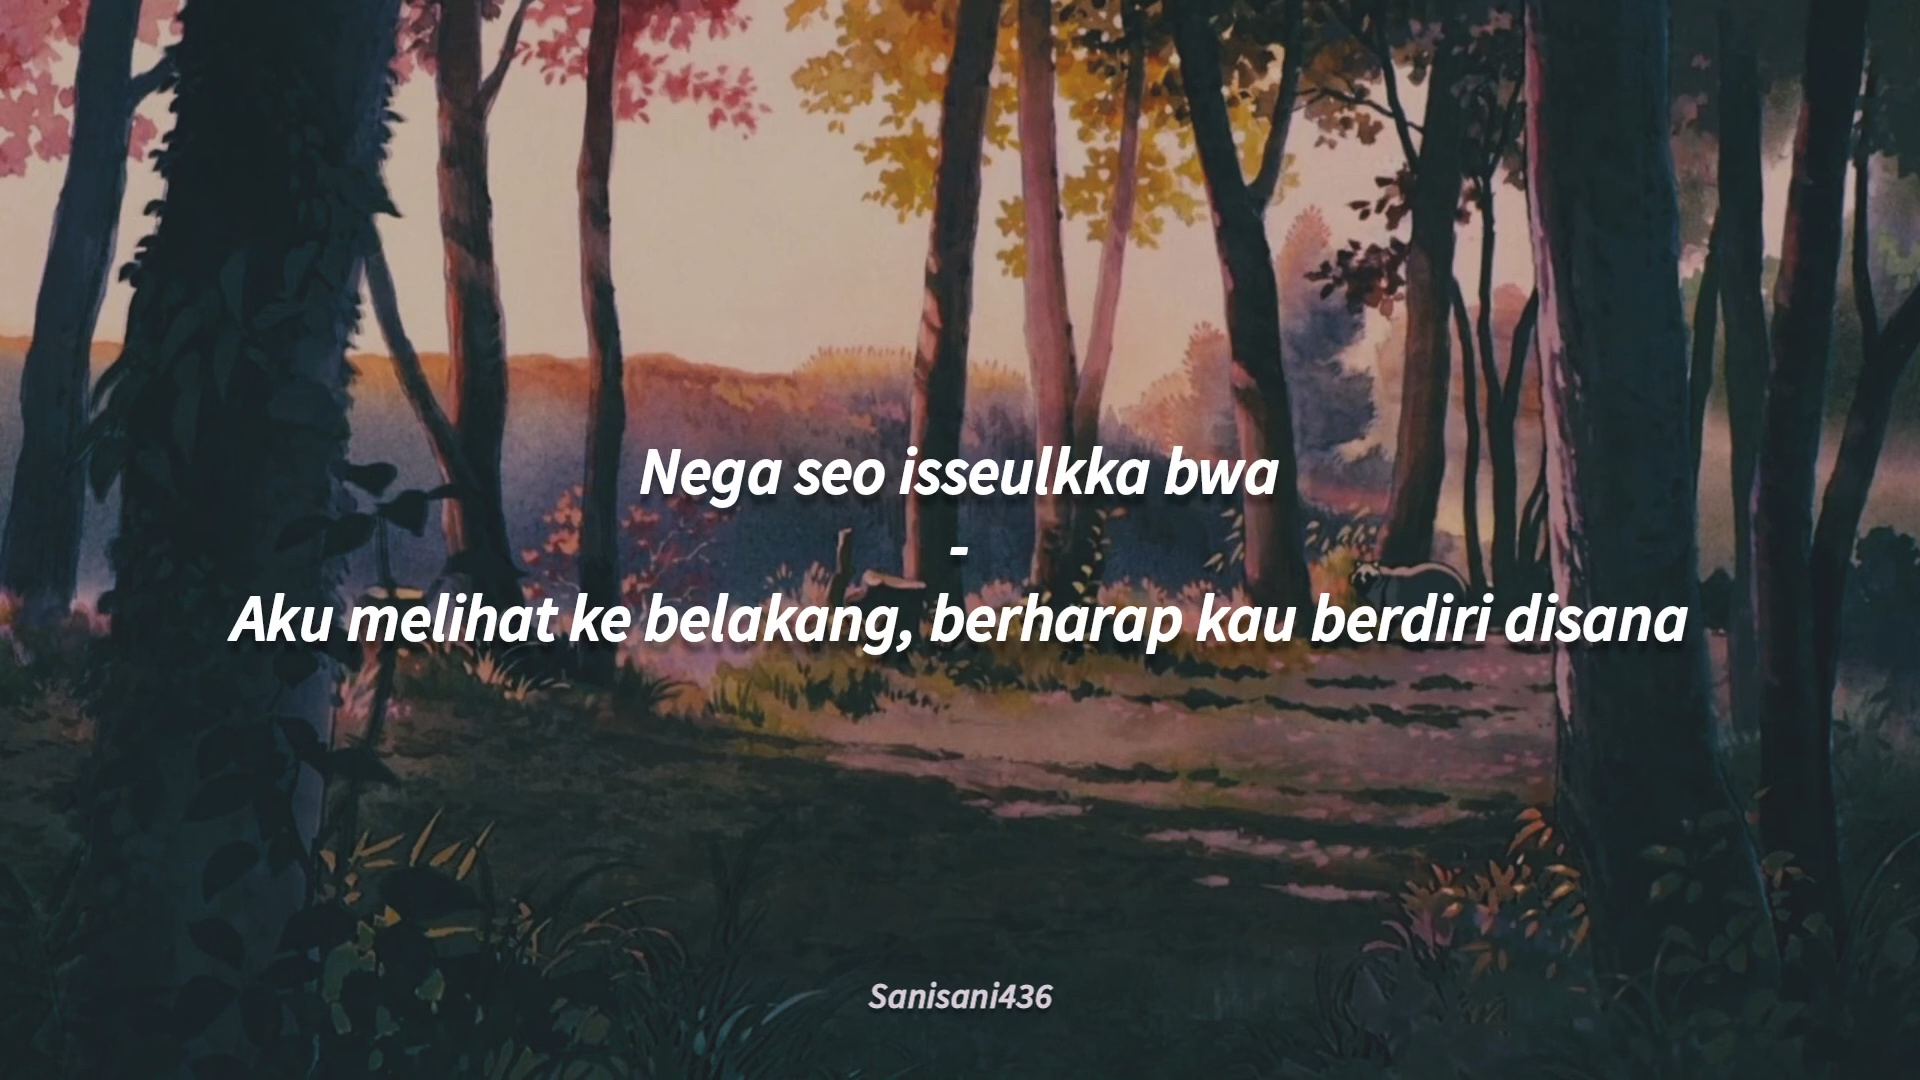 Nega seo isseulkka bwa
-
Aku melihat ke belakang, berharap kau berdiri disana
Sanisani436